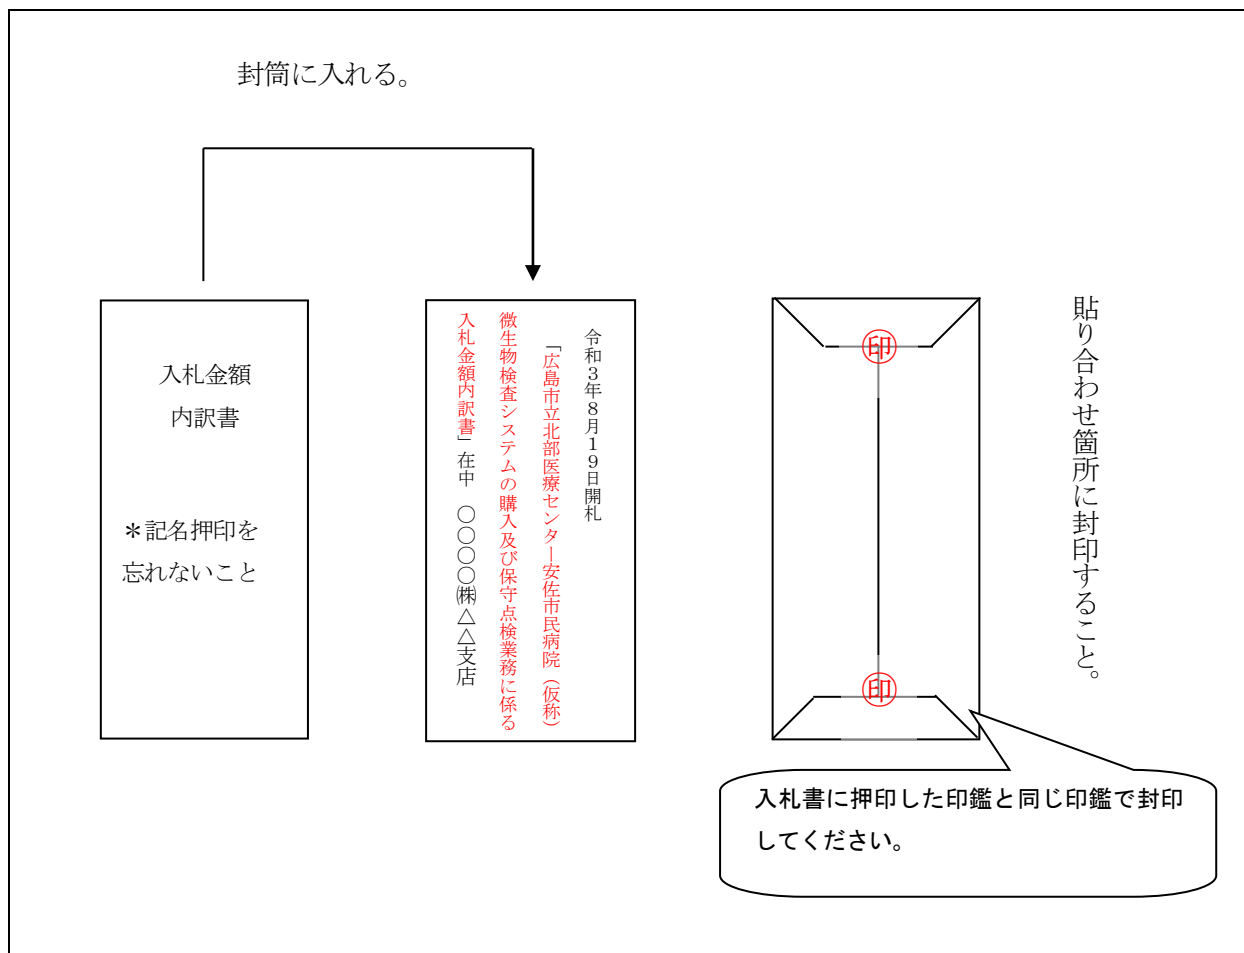 封筒に入れる。
入札金額
内訳書
＊記名押印を
忘れないこと
令和３年８月１９日開札
「広島市立北部医療センター安佐市民病院（仮称）
微生物検査システムの購入及び保守点検業務に係る
入札金額内訳書」在中　〇〇〇〇㈱△△支店
印
印
貼り合わせ箇所に封印すること。
入札書に押印した印鑑と同じ印鑑で封印
してください。